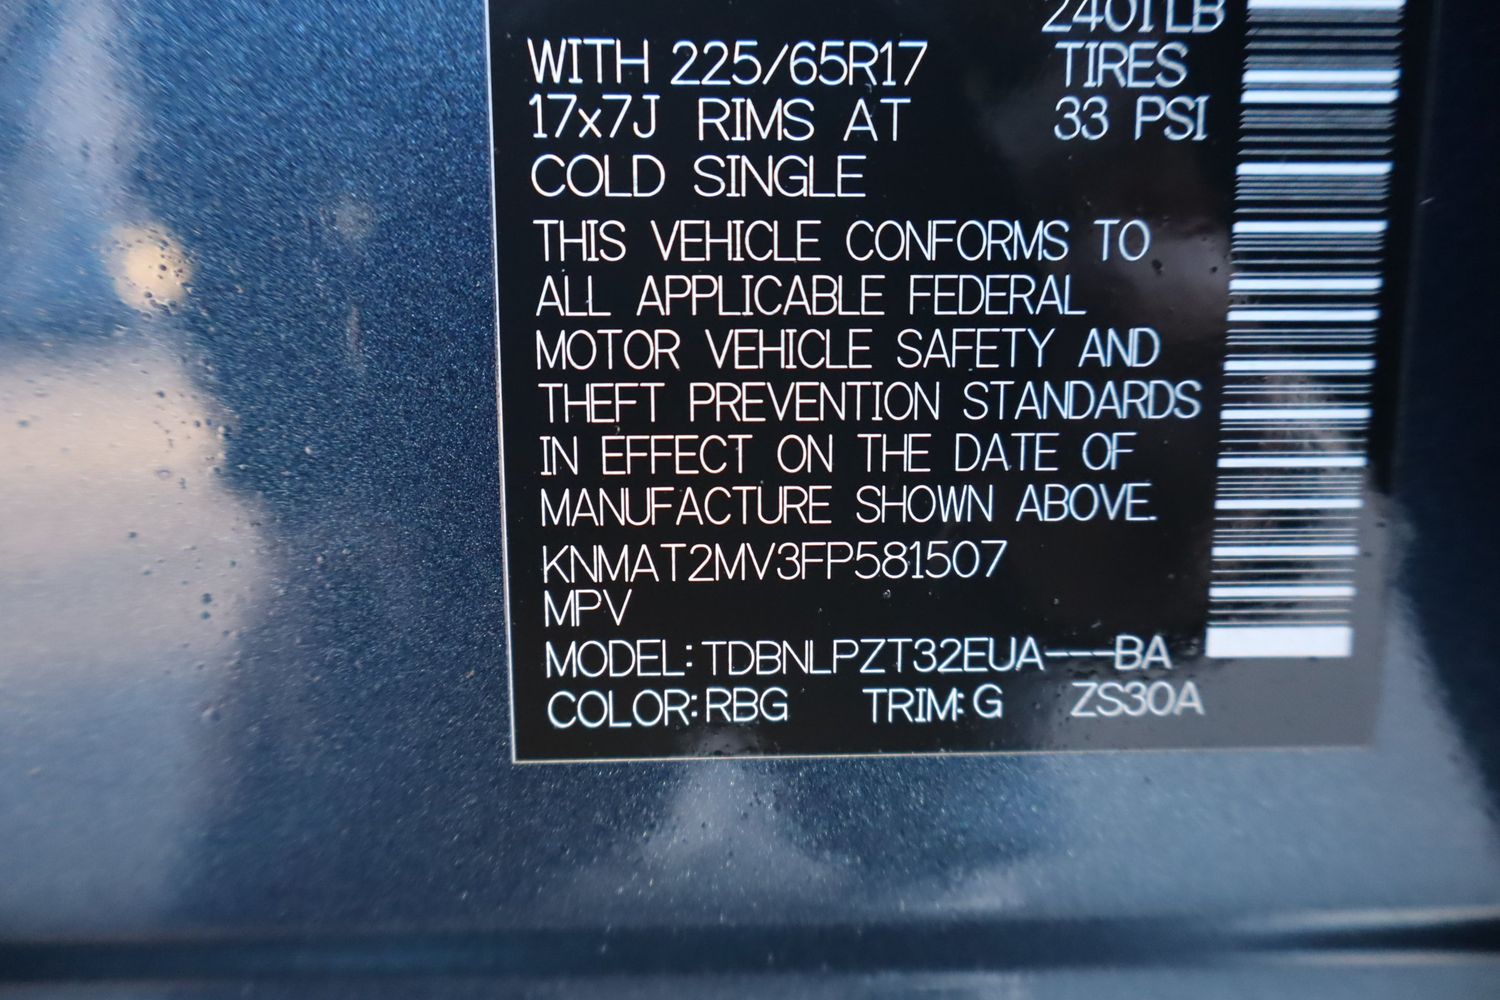 2401LB
WITH 225/65R17 TIRES
17x7J RIMS AT 33 PSI
COLD SINGLE
THIS VEHICLE CONFORMS TO
ALL APPLICABLE FEDERAL
MOTOR VEHICLE SAFETY AND
THEFT PREVENTION STANDARDS
IN EFFECT ON THE DATE OF
MANUFACTURE SHOWN ABOVE.
KNMAT2MV3FP581507
MPV
MODEL:TDBNLPZT32EUA---BA
COLOR:RBG TRIM:G ZS30A